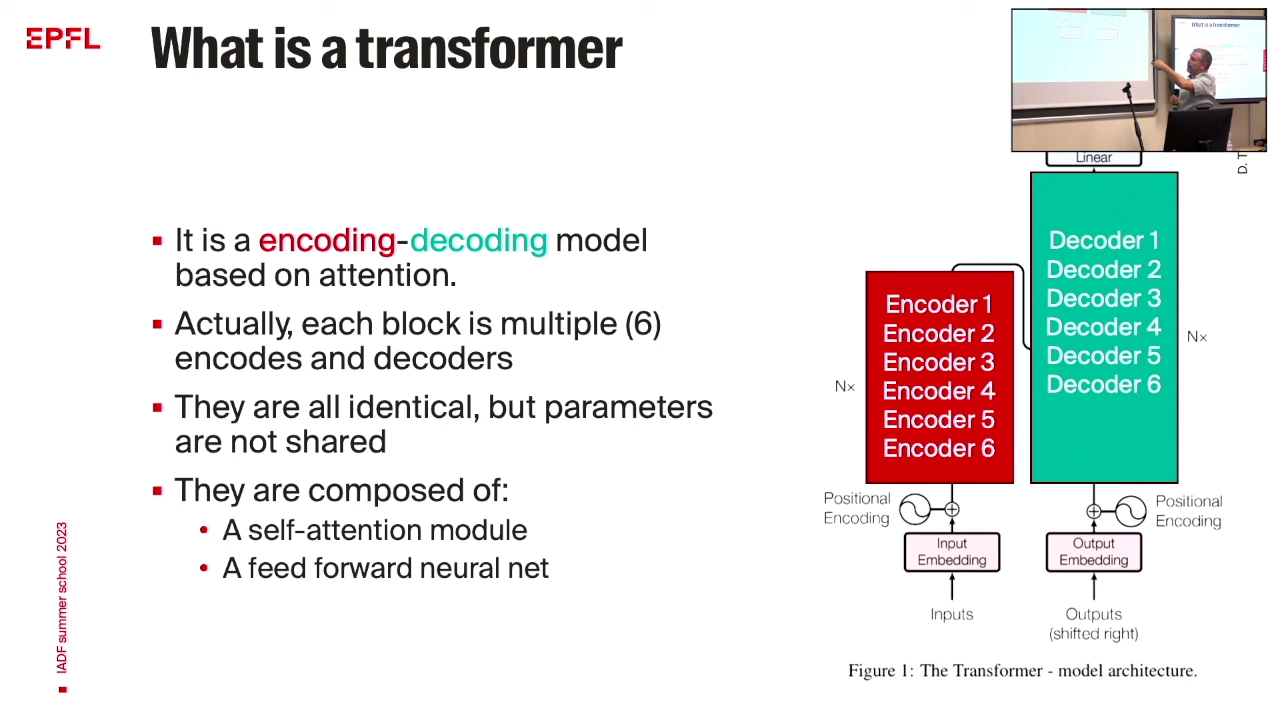 EPFL
What is a transformer
What is a transformer
▪ It is a encoding-decoding model
based on attention.
▪ Actually, each block is multiple (6)
encodes and decoders
▪ They are all identical, but parameters
are not shared
▪ They are composed of:
• A self-attention module
• A feed forward neural net
IADF summer school 2023
Linear
Decoder 1
Decoder 2
Decoder 3
Decoder 4
Decoder 5
Decoder 6
N×
Encoder 1
Encoder 2
Encoder 3
Encoder 4
Encoder 5
Encoder 6
N×
Positional
Encoding
Positional
Encoding
Input
Embedding
Output
Embedding
Inputs
Outputs
(shifted right)
Figure 1: The Transformer - model architecture.
D. T